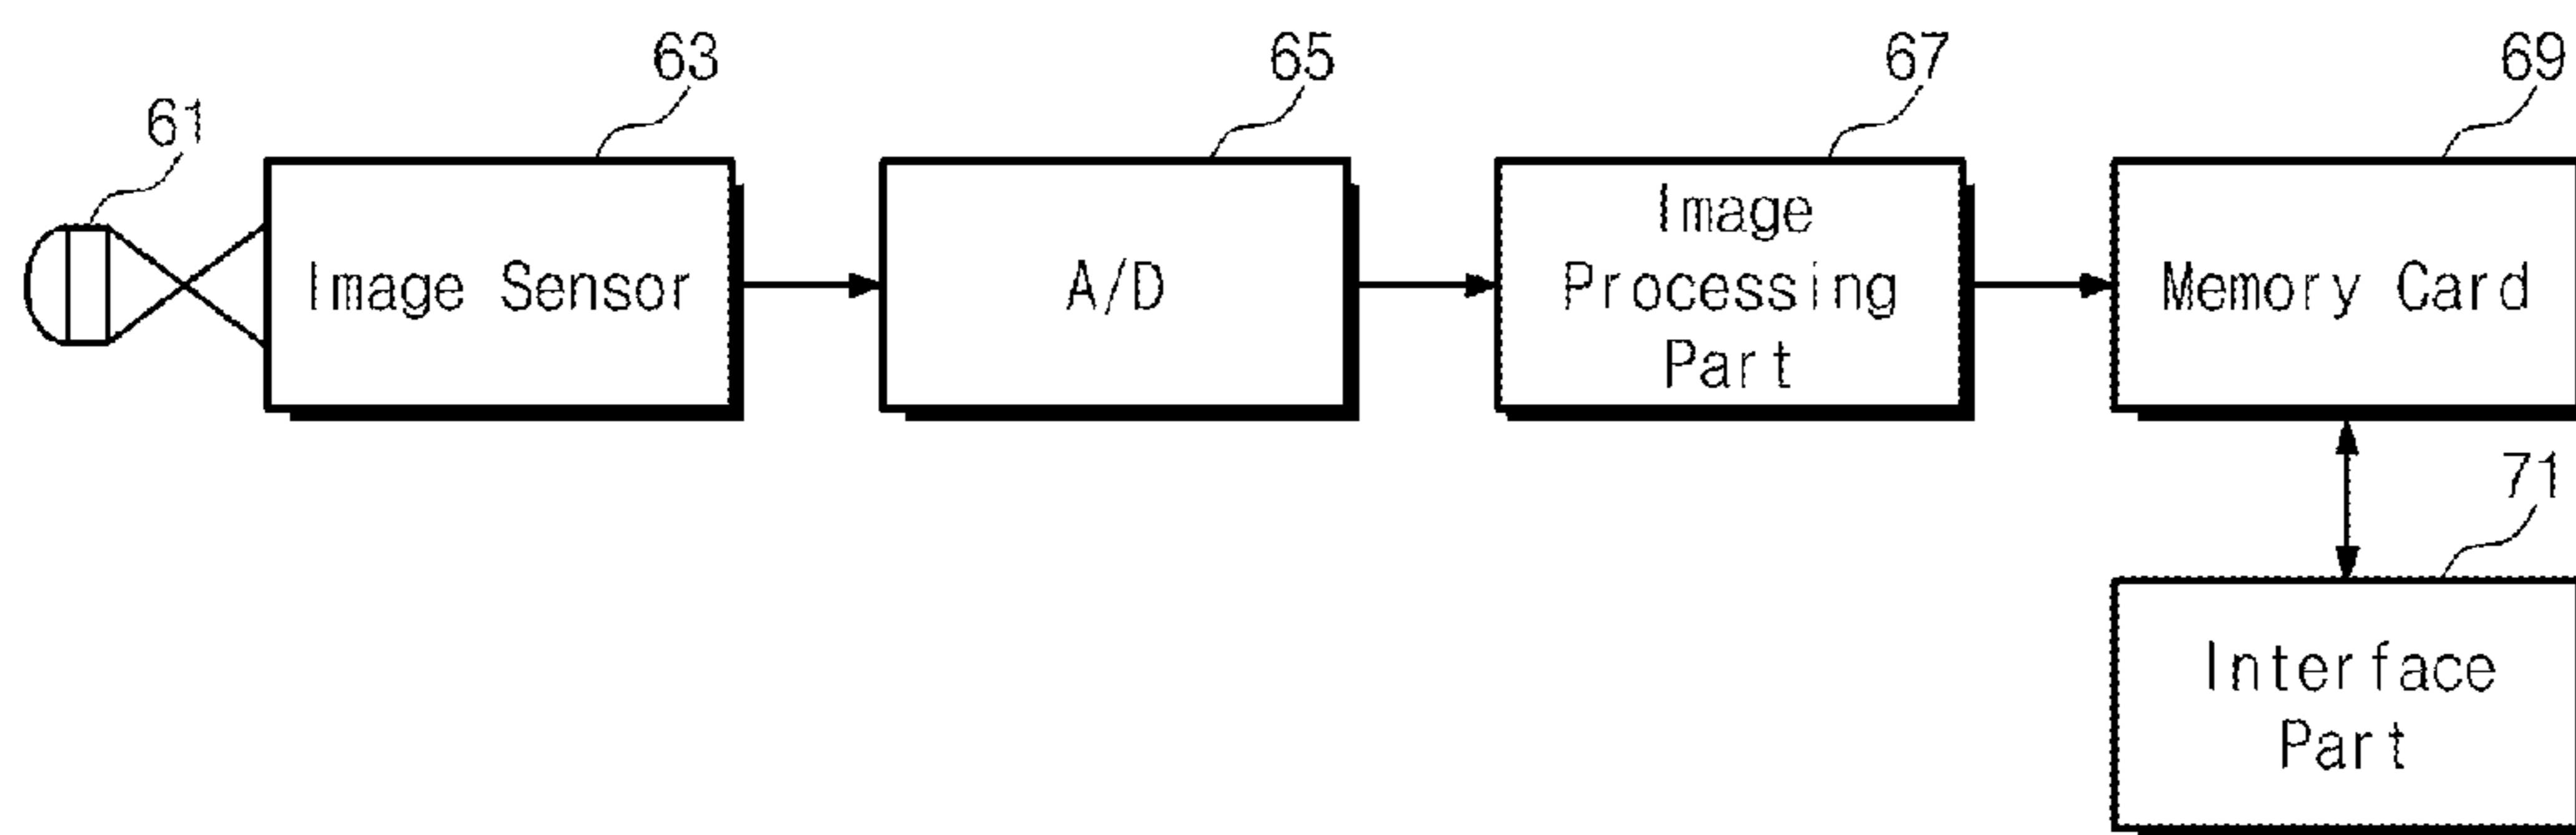 61
63
65
67
69
Image Sensor
A/D
Image
Processing
Part
Memory Card
71
Interface
Part